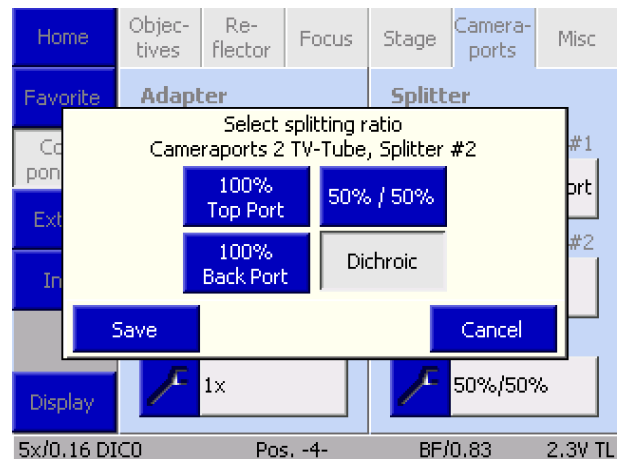 Home
Objec-
tives
Re-
flector
Focus
Stage
Camera-
ports
Misc
Favorite
Adapter
Splitter
Select splitting ratio
Cameraports 2 TV-Tube, Splitter #2
#1
#2
100%
Top Port
50% / 50%
100%
Back Port
Dichroic
Save
Cancel
1x
50%/50%
Display
5x/0.16 DIC0
Pos. -4-
BF/0.83
2.3V TL